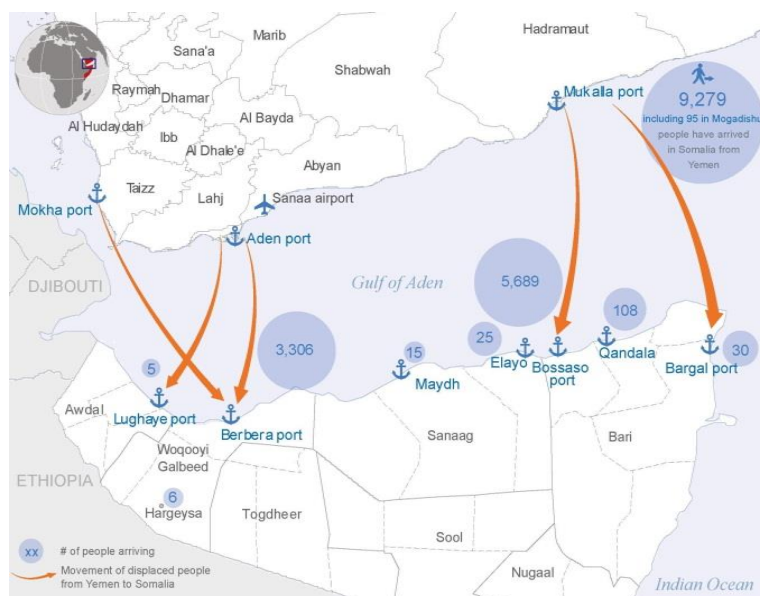 Hadramaut
Marib
Sana'a
Shabwah
Raymah
Dhamar
Al Bayda
Al Hudaydah
Ibb
Al Dhale'e
Abyan
Taizz
Lahj
Mukalla port
9,279
including 95 in Mogadishu
people have arrived
in Somalia from
Yemen
Sanaa airport
Mokha port
Aden port
DJIBOUTI
Gulf of Aden
5,689
108
25
3,306
15
30
5
Elayo
Bossaso
port
Qandala
Bargal port
Maydh
Lughaye port
Berbera port
Awdal
Woqooyi
Galbeed
Sanaag
Bari
ETHIOPIA
6
Hargeysa
Togdheer
Sool
Nugaal
Indian Ocean
xx
# of people arriving
Movement of displaced people
from Yemen to Somalia